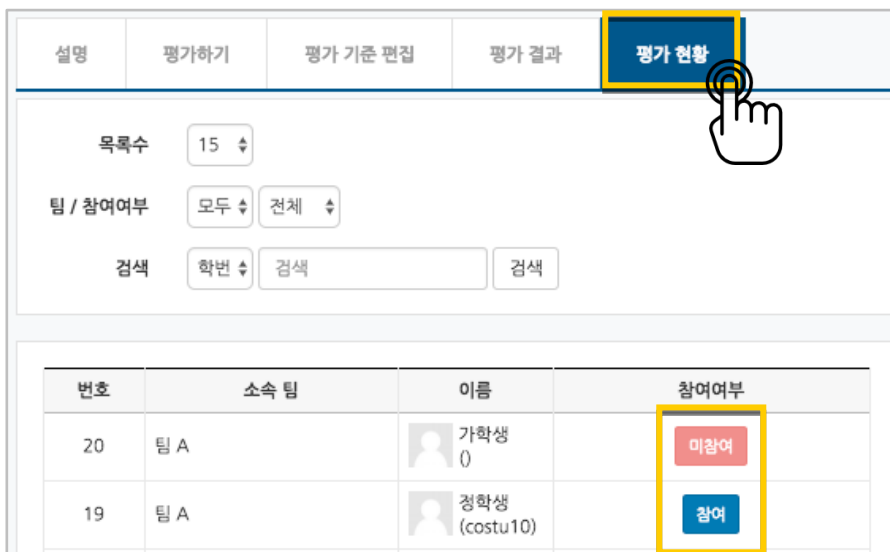 설명 평가하기 평가 기준 편집 평가 결과 평가 현황
목록수 15
팀 / 참여여부 모두 전체
검색 학번 검색 검색
번호 소속 팀 이름 참여여부
20 팀 A 가학생 미참여
()
19 팀 A 정학생 참여
(costu10)